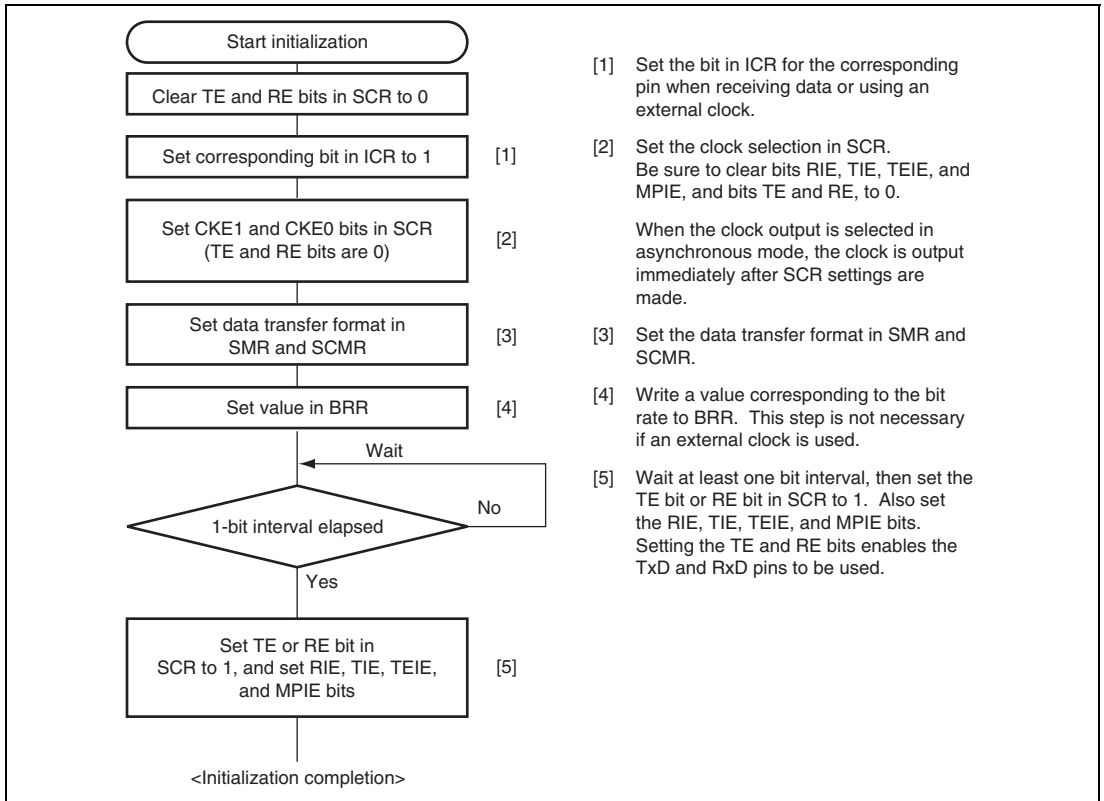 Start initialization
Clear TE and RE bits in SCR to 0
Set corresponding bit in ICR to 1
[1]
Set CKE1 and CKE0 bits in SCR
(TE and RE bits are 0)
[2]
Set data transfer format in
SMR and SCMR
[3]
Set value in BRR
[4]
Wait
No
1-bit interval elapsed
Yes
Set TE or RE bit in
SCR to 1, and set RIE, TIE, TEIE,
and MPIE bits
[5]
<Initialization completion>
[1] Set the bit in ICR for the corresponding
pin when receiving data or using an
external clock.
[2] Set the clock selection in SCR.
Be sure to clear bits RIE, TIE, TEIE, and
MPIE, and bits TE and RE, to 0.
When the clock output is selected in
asynchronous mode, the clock is output
immediately after SCR settings are
made.
[3] Set the data transfer format in SMR and
SCMR.
[4] Write a value corresponding to the bit
rate to BRR. This step is not necessary
if an external clock is used.
[5] Wait at least one bit interval, then set the
TE bit or RE bit in SCR to 1. Also set
the RIE, TIE, TEIE, and MPIE bits.
Setting the TE and RE bits enables the
TxD and RxD pins to be used.